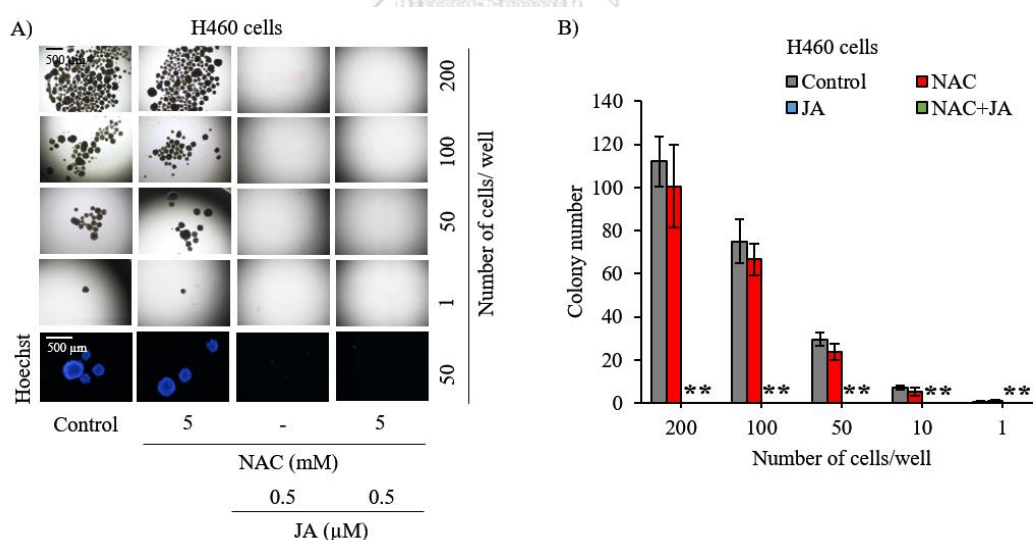 A)
H460 cells
500 µm
200
100
50
1
50
Number of cells/ well
Hoechst
500 µm
Control
5
-
5
NAC (mM)
0.5
0.5
JA (µM)
B)
H460 cells
Control
NAC
JA
NAC+JA
Colony number
140
120
100
80
60
40
20
0
** ** ** ** **
200 100 50 10 1
Number of cells/well